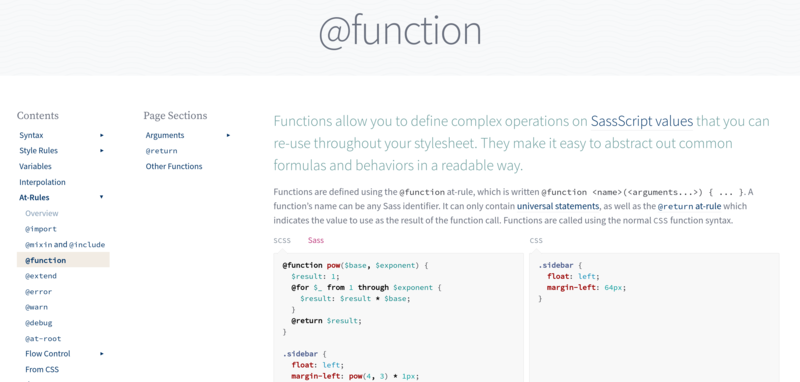 @function
Contents
Syntax ▸
Style Rules ▸
Variables
Interpolation
At-Rules ▾
Overview
@import
@mixin and @include
@function
@extend
@error
@warn
@debug
@at-root
Flow Control ▸
From CSS
Page Sections
Arguments ▸
@return
Other Functions
Functions allow you to define complex operations on SassScript values that you can
re-use throughout your stylesheet. They make it easy to abstract out common
formulas and behaviors in a readable way.
Functions are defined using the @function at-rule, which is written @function <name>(<arguments...>) { ... }. A
function’s name can be any Sass identifier. It can only contain universal statements, as well as the @return at-rule which
indicates the value to use as the result of the function call. Functions are called using the normal CSS function syntax.
SCSS Sass
@function pow($base, $exponent) {
  $result: 1;
  @for $_ from 1 through $exponent {
    $result: $result * $base;
  }
  @return $result;
}
.sidebar {
  float: left;
  margin-left: pow(4, 3) * 1px;
CSS
.sidebar {
  float: left;
  margin-left: 64px;
}